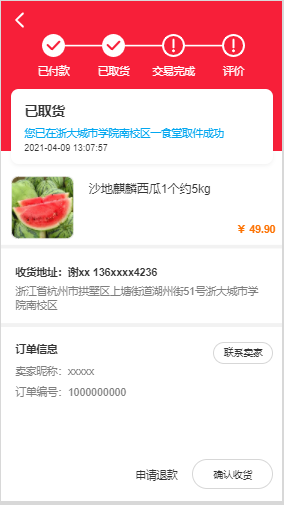 已付款 已取货 交易完成 评价
已取货
您已在浙大城市学院南校区一食堂取件成功
2021-04-09 13:07:57
沙地麒麟西瓜1个约5kg
¥ 49.90
收货地址：谢xx 136xxxx4236
浙江首杭州市拱墅区上塘街道湖州街51号浙大城市学
院南校区
订单信息 联系卖家
卖家昵称：xxxxx
订单编号：1000000000
申请退款 确认收货